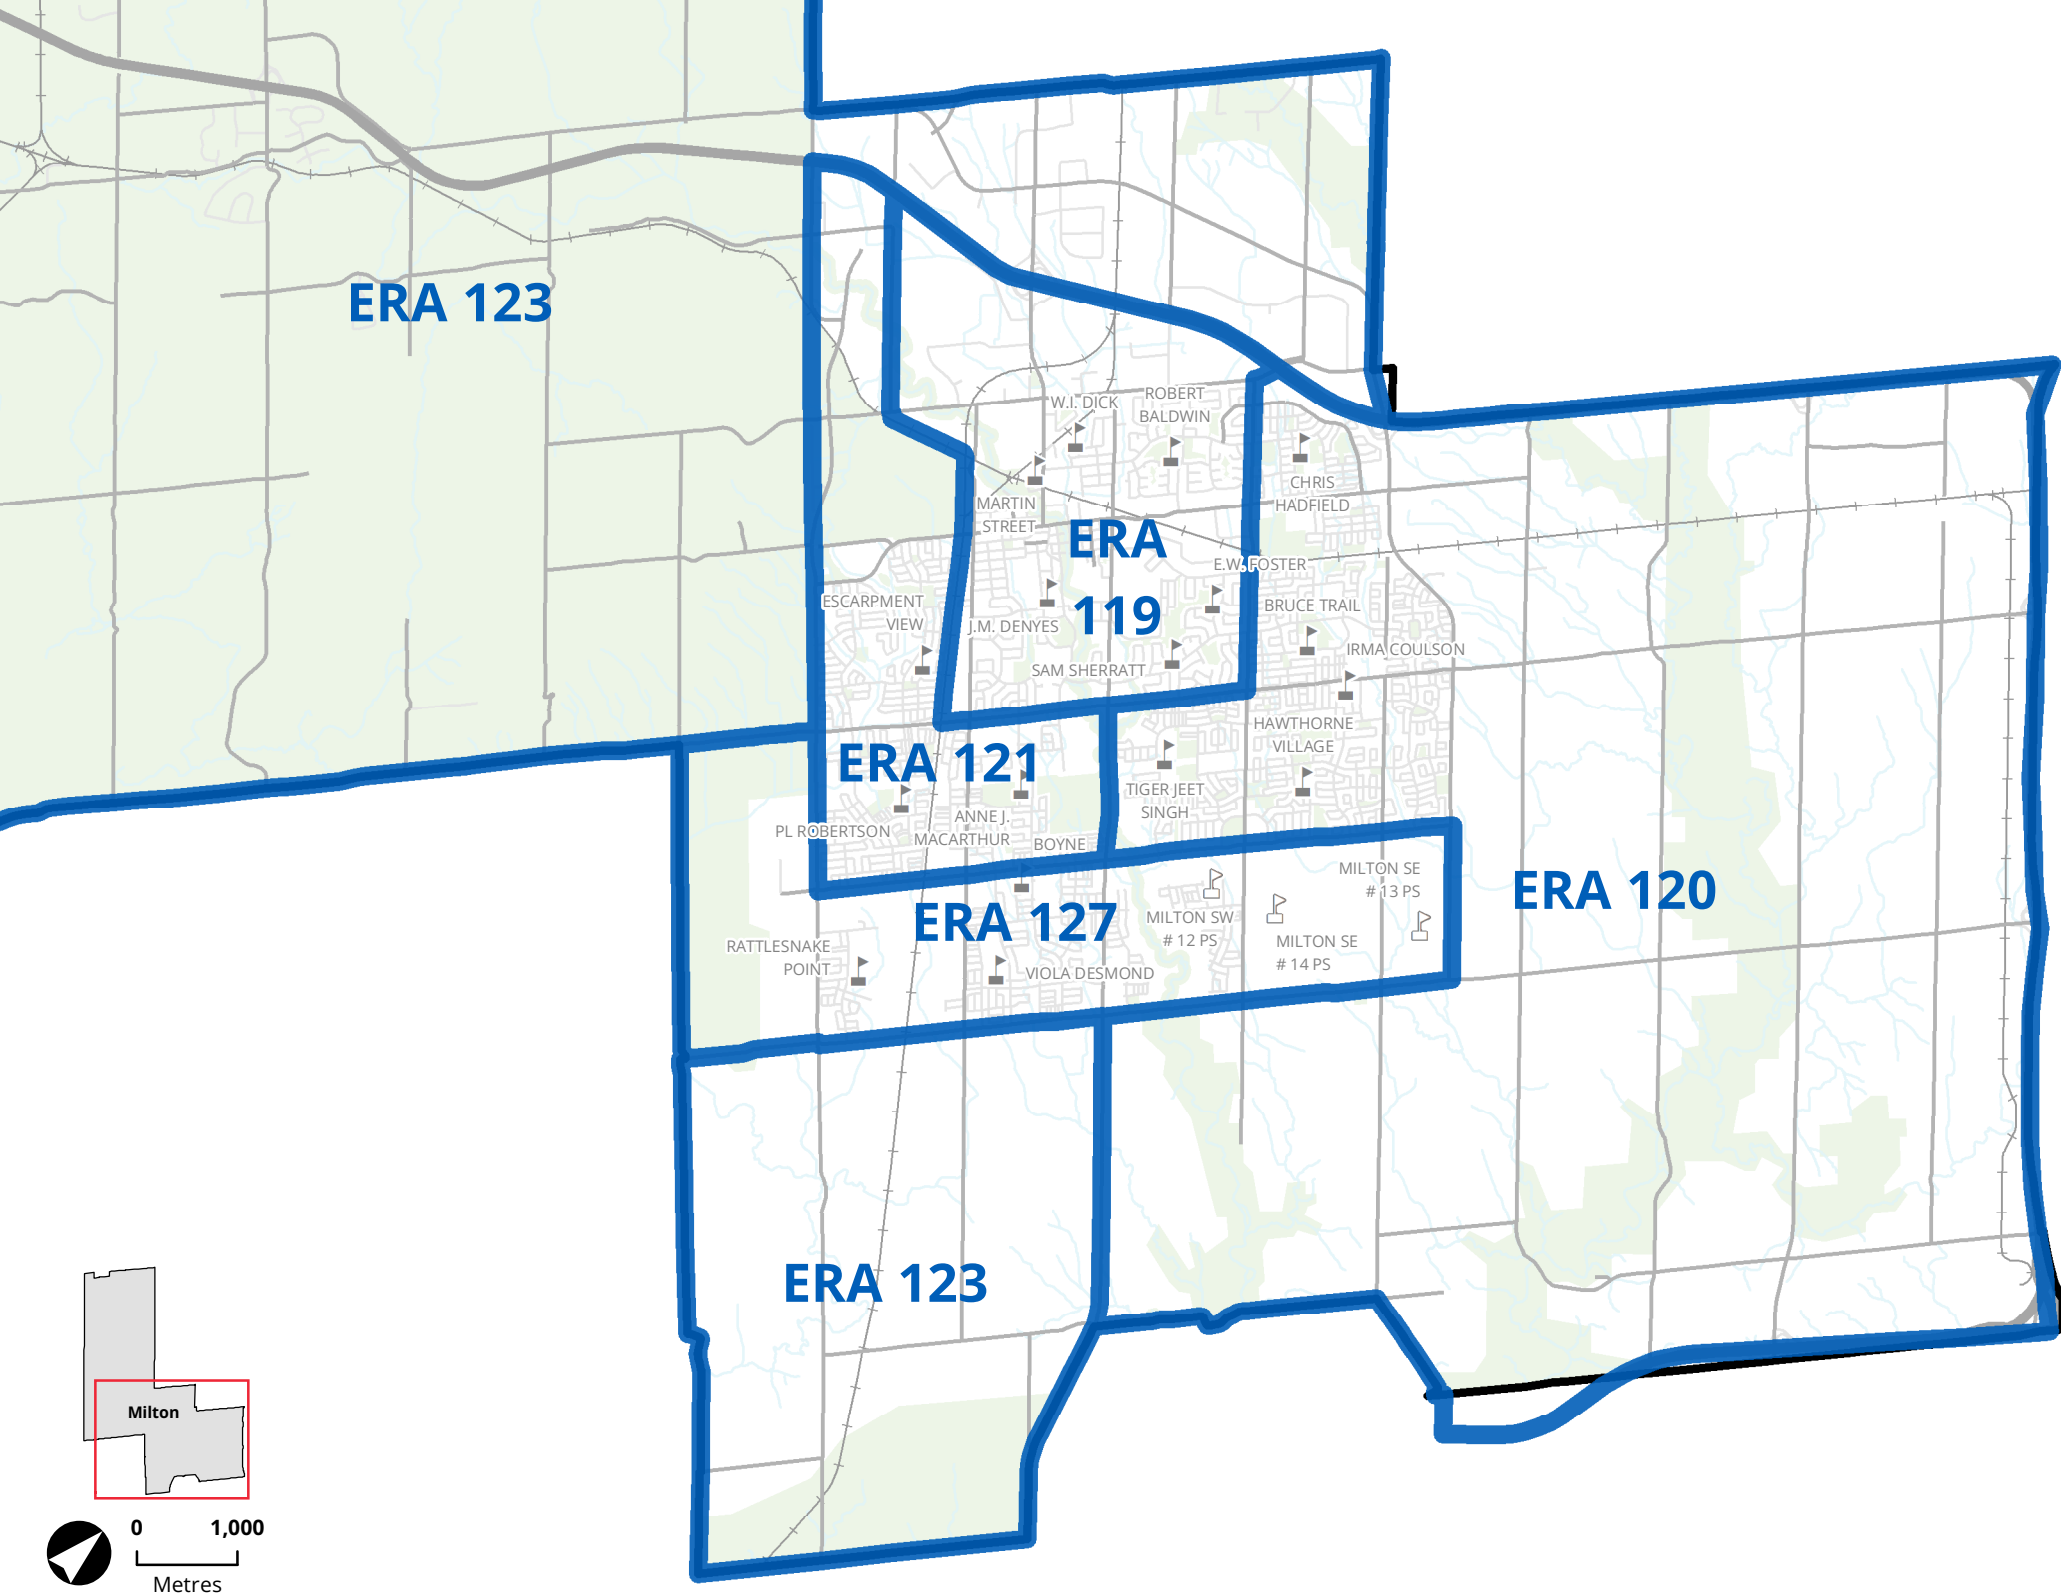 ERA 123
W.I. DICK
ROBERT
BALDWIN
CHRIS
HADFIELD
MARTIN
STREET
ERA
119
E.W. FOSTER
ESCARPMENT
VIEW
BRUCE TRAIL
J.M. DENYES
IRMA COULSON
SAM SHERRATT
HAWTHORNE
VILLAGE
ERA 121
TIGER JEET
SINGH
PL ROBERTSON
ANNE J.
MACARTHUR
BOYNE
MILTON SE
# 13 PS
ERA 120
ERA 127
MILTON SW
# 12 PS
MILTON SE
# 14 PS
RATTLESNAKE
POINT
VIOLA DESMOND
ERA 123
Milton
0 1,000
Metres